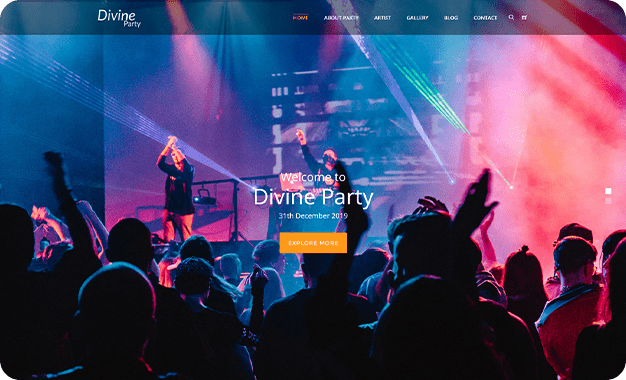 Divine
Party
HOME
ABOUT PARTY
ARTIST
GALLERY
BLOG
CONTACT
Welcome to
Divine Party
31th December 2019
EXPLORE MORE